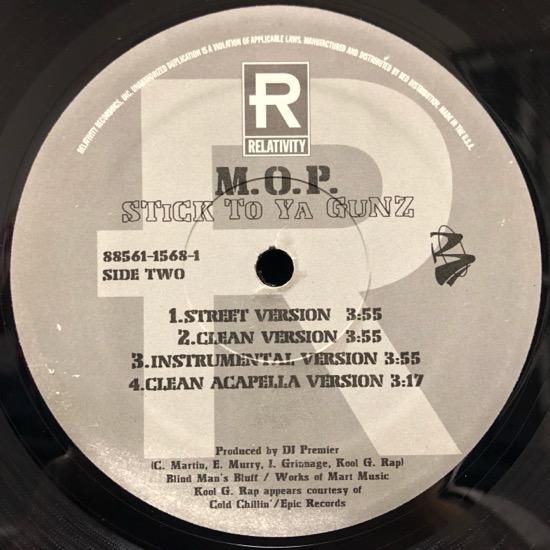 RELATIVITY RECORDINGS, INC. UNAUTHORIZED DUPLICATION IS A VIOLATION OF APPLICABLE LAWS. MANUFACTURED AND DISTRIBUTED BY RED DISTRIBUTION. MADE IN THE U.S.A.
R
RELATIVITY
M.O.P.
STICK TO YA GUNZ
88561-1568-1
SIDE TWO
1.STREET VERSION 3:55
2.CLEAN VERSION 3:55
3.INSTRUMENTAL VERSION 3:55
4.CLEAN ACAPELLA VERSION 3:17
Produced by DJ Premier
(C. Martin, E. Murry, J. Grinnage, Kool G. Rap)
Blind Man's Bluff / Works of Mart Music
Kool G. Rap appears courtesy of
Cold Chillin'/Epic Records